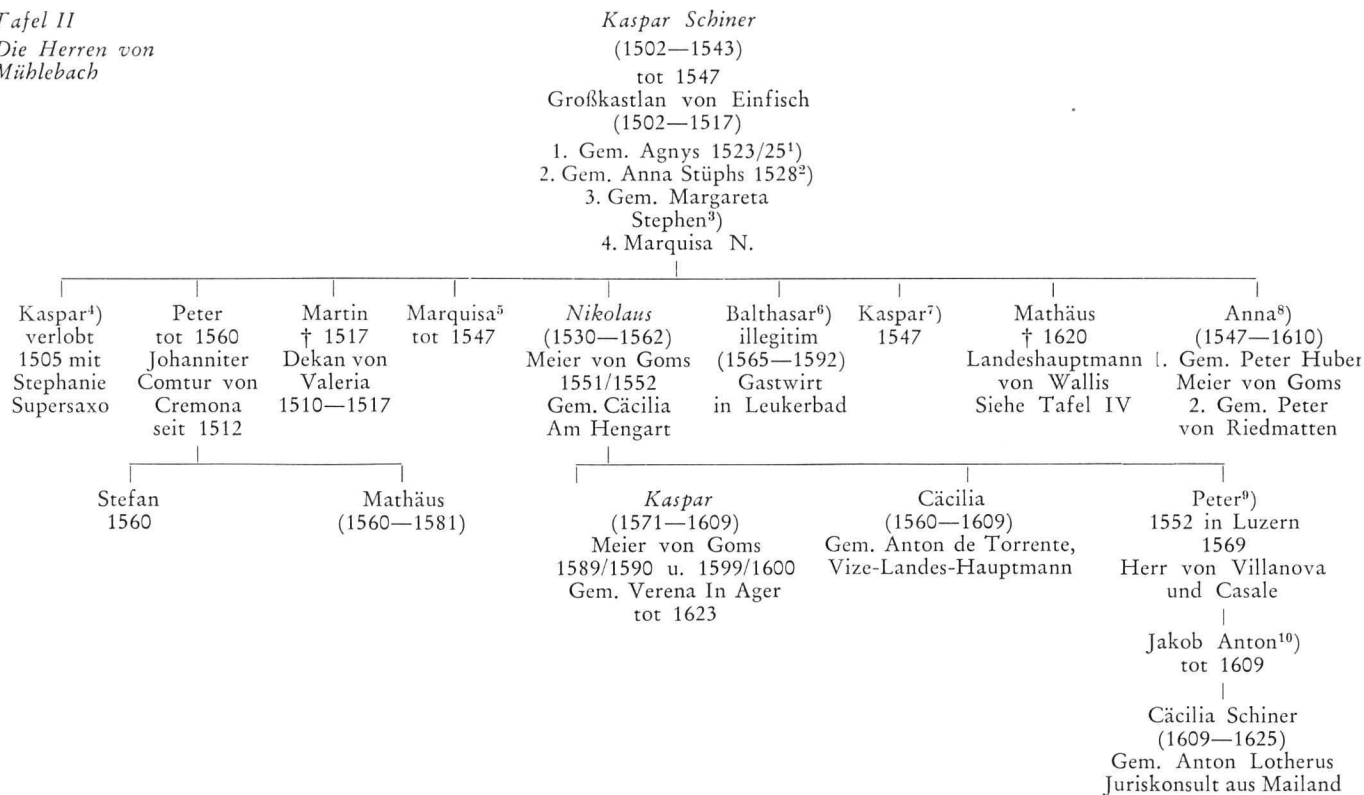 Tafel II
Die Herren von
Mühlebach
Kaspar Schiner
(1502—1543)
tot 1547
Großkastlan von Einfisch
(1502—1517)
1. Gem. Agnys 1523/25¹)
2. Gem. Anna Stüphs 1528²)
3. Gem. Margareta
Stephen³)
4. Marquisa N.
Kaspar⁴)
verlobt
1505 mit
Stephanie
Supersaxo
Peter
tot 1560
Johanniter
Comtur von
Cremona
seit 1512
Martin
† 1517
Dekan von
Valeria
1510—1517
Marquisa⁵
tot 1547
Nikolaus
(1530—1562)
Meier von Goms
1551/1552
Gem. Cäcilia
Am Hengart
Balthasar⁶)
illegitim
(1565—1592)
Gastwirt
in Leukerbad
Kaspar⁷)
1547
Mathäus
† 1620
Landeshauptmann
von Wallis
Siehe Tafel IV
Anna⁸)
(1547—1610)
1. Gem. Peter Huber
Meier von Goms
2. Gem. Peter
von Riedmatten
Stefan
1560
Mathäus
(1560—1581)
Kaspar
(1571—1609)
Meier von Goms
1589/1590 u. 1599/1600
Gem. Verena In Ager
tot 1623
Cäcilia
(1560—1609)
Gem. Anton de Torrente,
Vize-Landes-Hauptmann
Peter⁹)
1552 in Luzern
1569
Herr von Villanova
und Casale
Jakob Anton¹⁰)
tot 1609
Cäcilia Schiner
(1609—1625)
Gem. Anton Lotherus
Juriskonsult aus Mailand